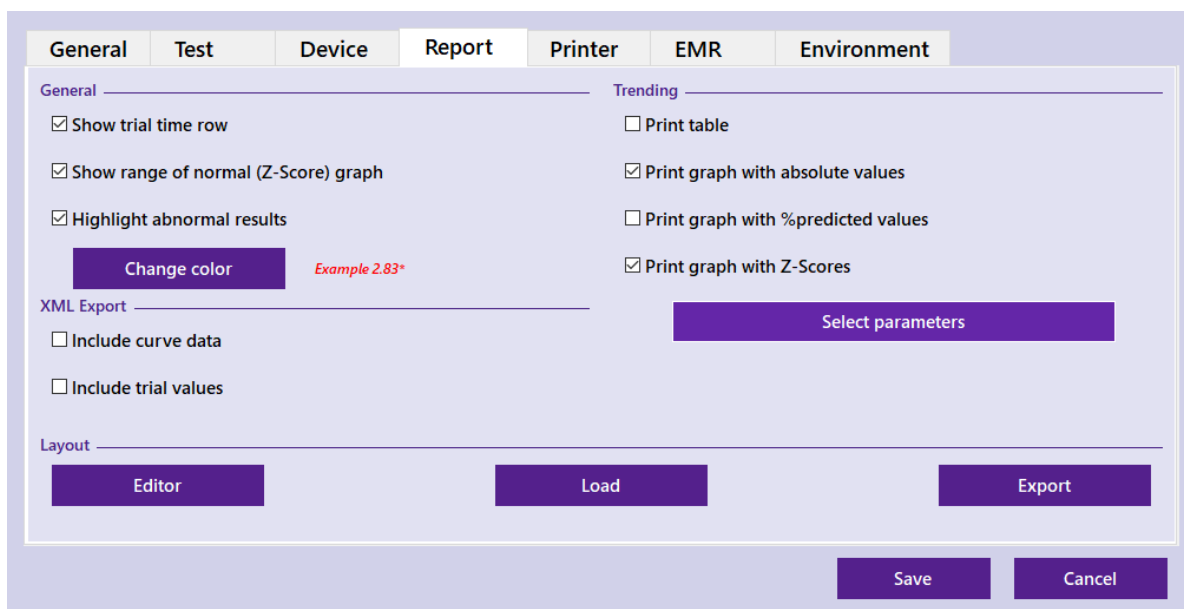 General Test Device Report Printer EMR Environment
General
Show trial time row
Show range of normal (Z-Score) graph
Highlight abnormal results
Change color Example 2.83*
XML Export
Include curve data
Include trial values
Trending
Print table
Print graph with absolute values
Print graph with %predicted values
Print graph with Z-Scores
Select parameters
Layout
Editor Load Export
Save Cancel